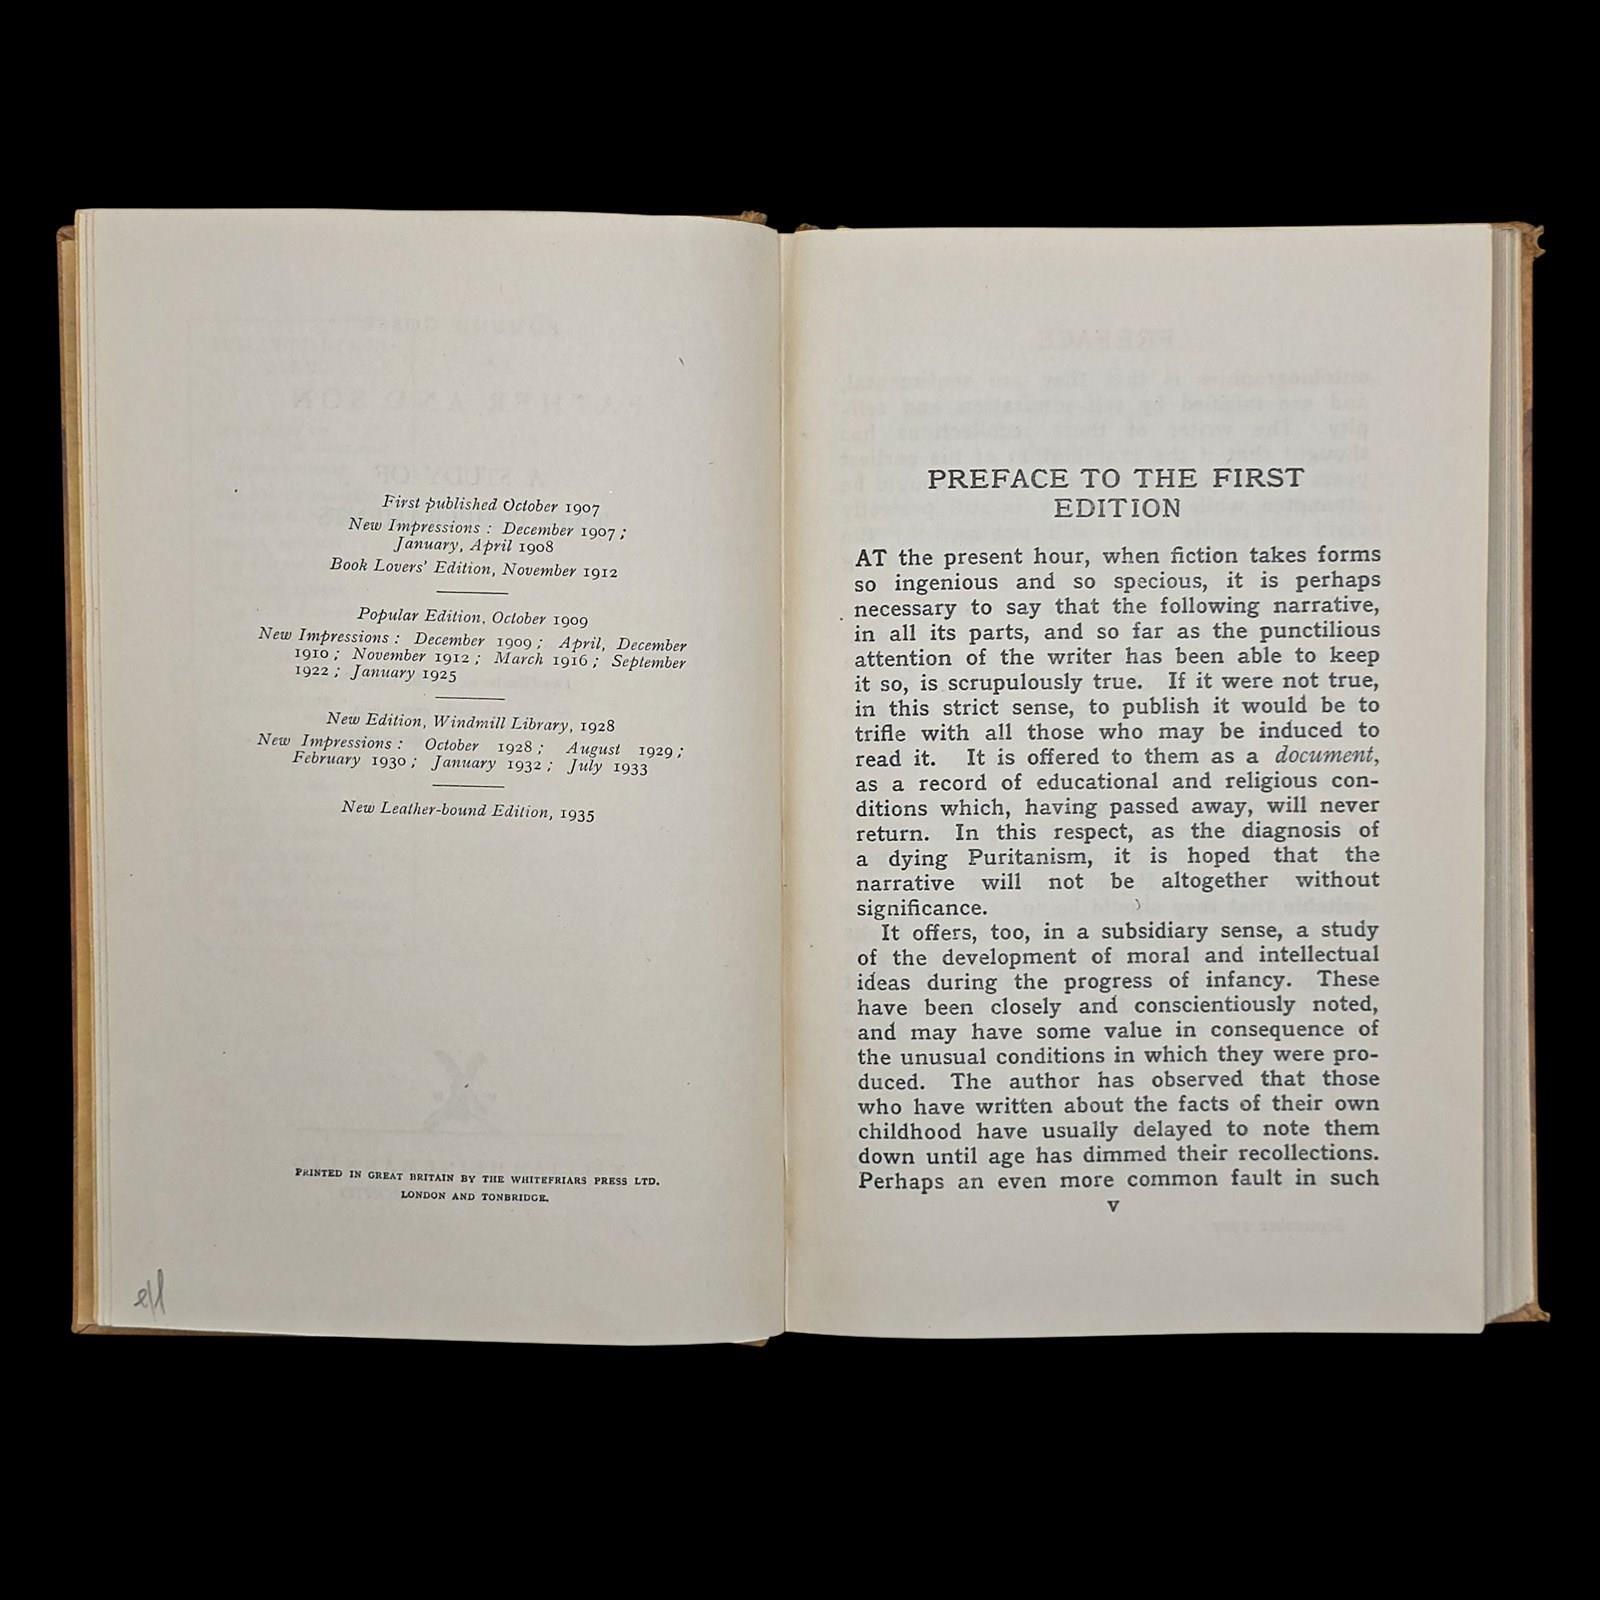 First published October 1907
New Impressions : December 1907 ;
January, April 1908
Book Lovers' Edition, November 1912
Popular Edition, October 1909
New Impressions : December 1909 ; April, December
1910 ; November 1912 ; March 1916 ; September
1922 ; January 1925
New Edition, Windmill Library, 1928
New Impressions : October 1928 ; August 1929 ;
February 1930 ; January 1932 ; July 1933
New Leather-bound Edition, 1935
PRINTED IN GREAT BRITAIN BY THE WHITEFRIARS PRESS LTD.
LONDON AND TONBRIDGE.
PREFACE TO THE FIRST
EDITION
AT the present hour, when fiction takes forms
so ingenious and so specious, it is perhaps
necessary to say that the following narrative,
in all its parts, and so far as the punctilious
attention of the writer has been able to keep
it so, is scrupulously true. If it were not true,
in this strict sense, to publish it would be to
trifle with all those who may be induced to
read it. It is offered to them as a document,
as a record of educational and religious con-
ditions which, having passed away, will never
return. In this respect, as the diagnosis of
a dying Puritanism, it is hoped that the
narrative will not be altogether without
significance.
It offers, too, in a subsidiary sense, a study
of the development of moral and intellectual
ideas during the progress of infancy. These
have been closely and conscientiously noted,
and may have some value in consequence of
the unusual conditions in which they were pro-
duced. The author has observed that those
who have written about the facts of their own
childhood have usually delayed to note them
down until age has dimmed their recollections.
Perhaps an even more common fault in such
v